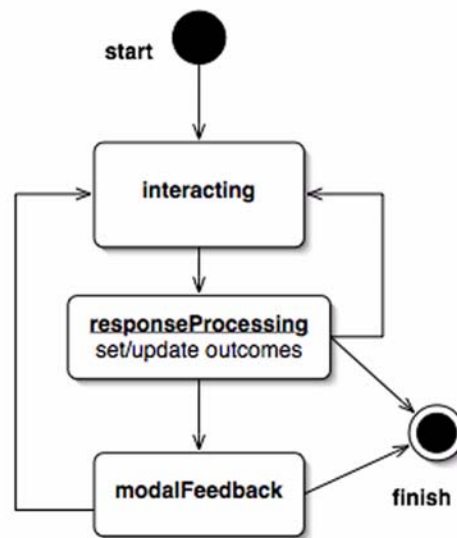 start
interacting
responseProcessing
set/update outcomes
modalFeedback
finish